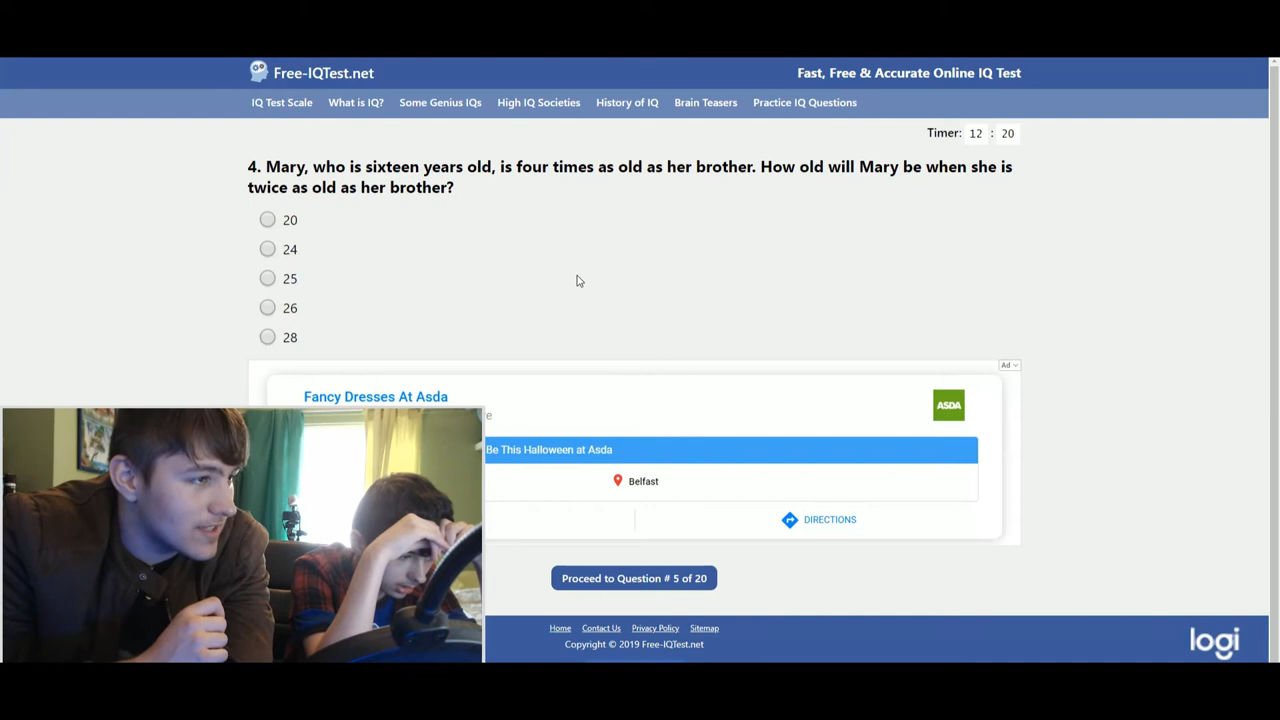 Free-IQTest.net
Fast, Free & Accurate Online IQ Test
IQ Test Scale What is IQ? Some Genius IQs High IQ Societies History of IQ Brain Teasers Practice IQ Questions
Timer: 12 : 20
4. Mary, who is sixteen years old, is four times as old as her brother. How old will Mary be when she is
twice as old as her brother?
20
24
25
26
28
Ad
Fancy Dresses At Asda
ASDA
Be This Halloween at Asda
Belfast
DIRECTIONS
Proceed to Question # 5 of 20
Home Contact Us Privacy Policy Sitemap
Copyright © 2019 Free-IQTest.net
logi